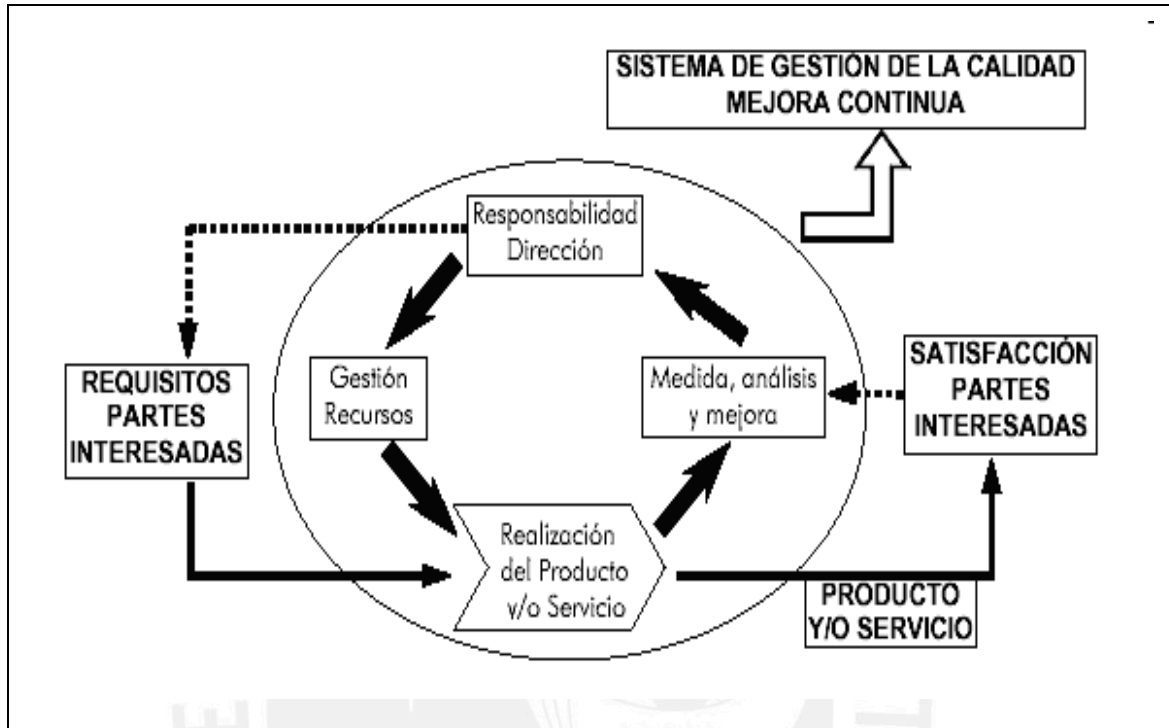 SISTEMA DE GESTIÓN DE LA CALIDAD
MEJORA CONTINUA
Responsabilidad
Dirección
REQUISITOS
PARTES
INTERESADAS
Gestión
Recursos
Medida, análisis
y mejora
SATISFACCIÓN
PARTES
INTERESADAS
Realización
del Producto
y/o Servicio
PRODUCTO
Y/O SERVICIO